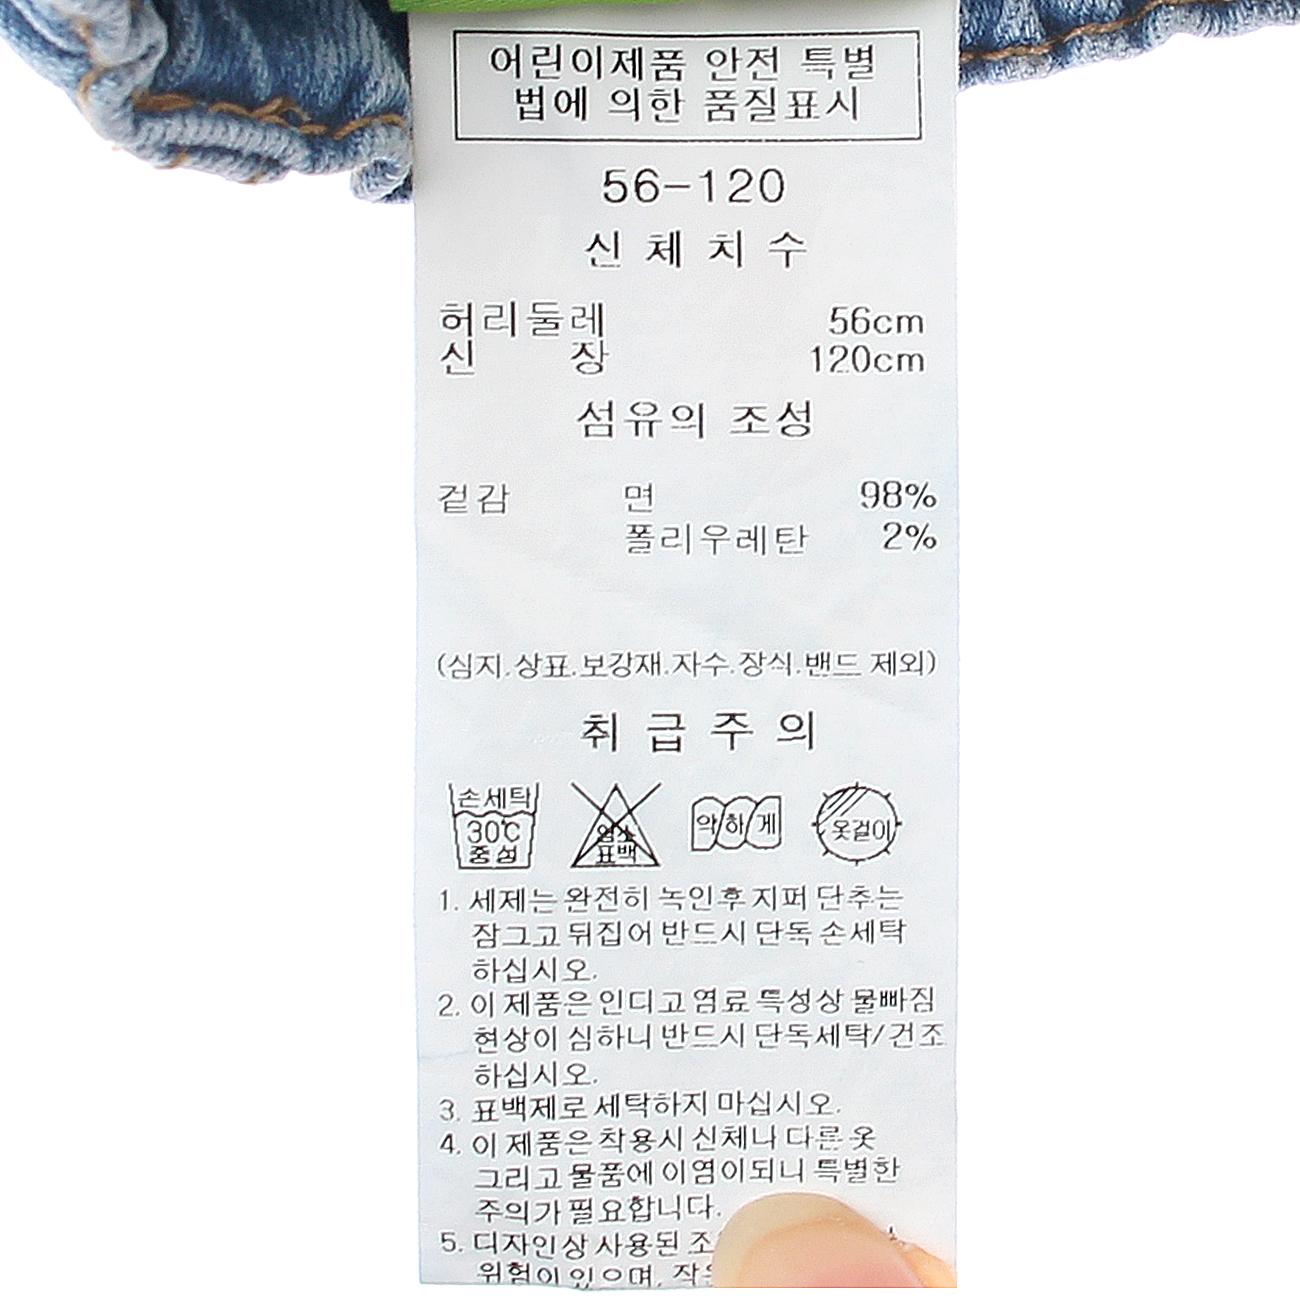 어린이제품 안전 특별
법에 의한 품질표시
56-120
신 체 치 수
허리둘레 56cm
신 장 120cm
섬유의 조성
겉감 면 98%
폴리우레탄 2%
(심지.상표.보강재.자수.장식.밴드 제외)
취 급 주 의
손세탁
30℃
중성
염소
표백
약하게
옷걸이
1. 세제는 완전히 녹인후 지퍼 단추는
잠그고 뒤집어 반드시 단독 손세탁
하십시오.
2. 이 제품은 인디고 염료 특성상 물빠짐
현상이 심하니 반드시 단독세탁/건조
하십시오.
3. 표백제로 세탁하지 마십시오.
4. 이 제품은 착용시 신체나 다른 옷
그리고 물품에 이염이되니 특별한
주의가 필요합니다.
5. 디자인상 사용된
위험이 있으며,